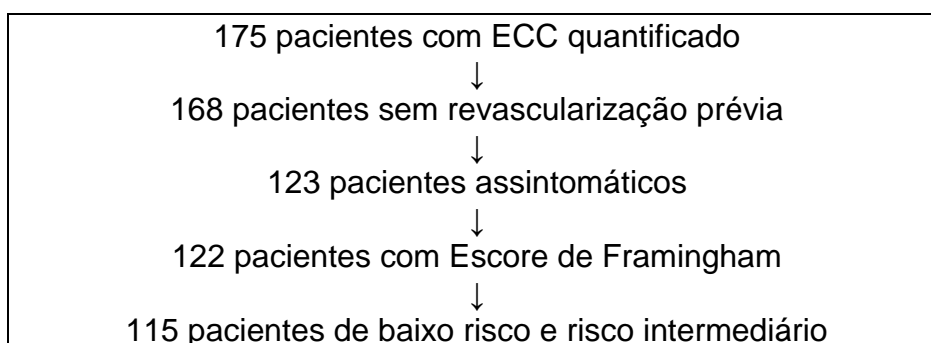 175 pacientes com ECC quantificado
↓
168 pacientes sem revascularização prévia
↓
123 pacientes assintomáticos
↓
122 pacientes com Escore de Framingham
↓
115 pacientes de baixo risco e risco intermediário